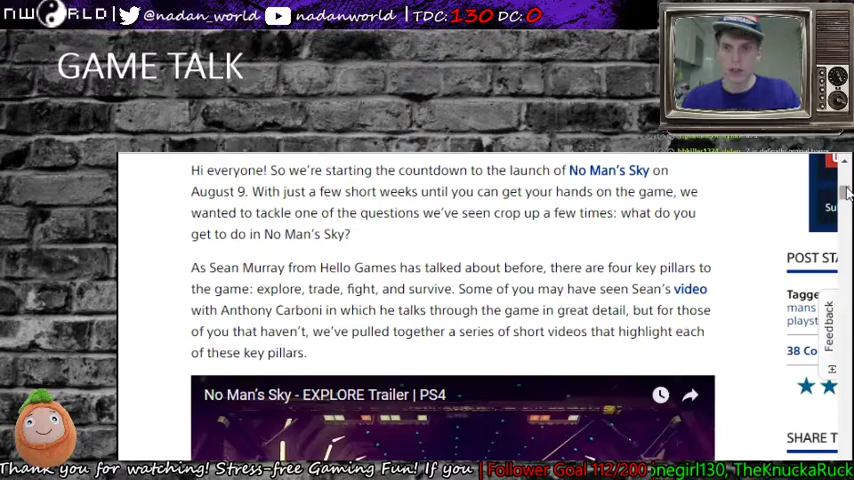 NW RLD | @nadan_world | nadanworld | TDC: 130 DC: 0
GAME TALK
Hi everyone! So we're starting the countdown to the launch of No Man's Sky on
August 9. With just a few short weeks until you can get your hands on the game, we
wanted to tackle one of the questions we've seen crop up a few times: what do you
get to do in No Man's Sky?
As Sean Murray from Hello Games has talked about before, there are four key pillars to
the game: explore, trade, fight, and survive. Some of you may have seen Sean's video
with Anthony Carboni in which he talks through the game in great detail, but for those
of you that haven't, we've pulled together a series of short videos that highlight each
of these key pillars.
No Man's Sky - EXPLORE Trailer | PS4
Su
POST STA
Tagge
mans
playst
38 Co
Feedback
SHARE T
Thank you for watching! Stress-free Gaming Fun! If you | Follower Goal 112/200 onegirl130, TheKnuckaRuck